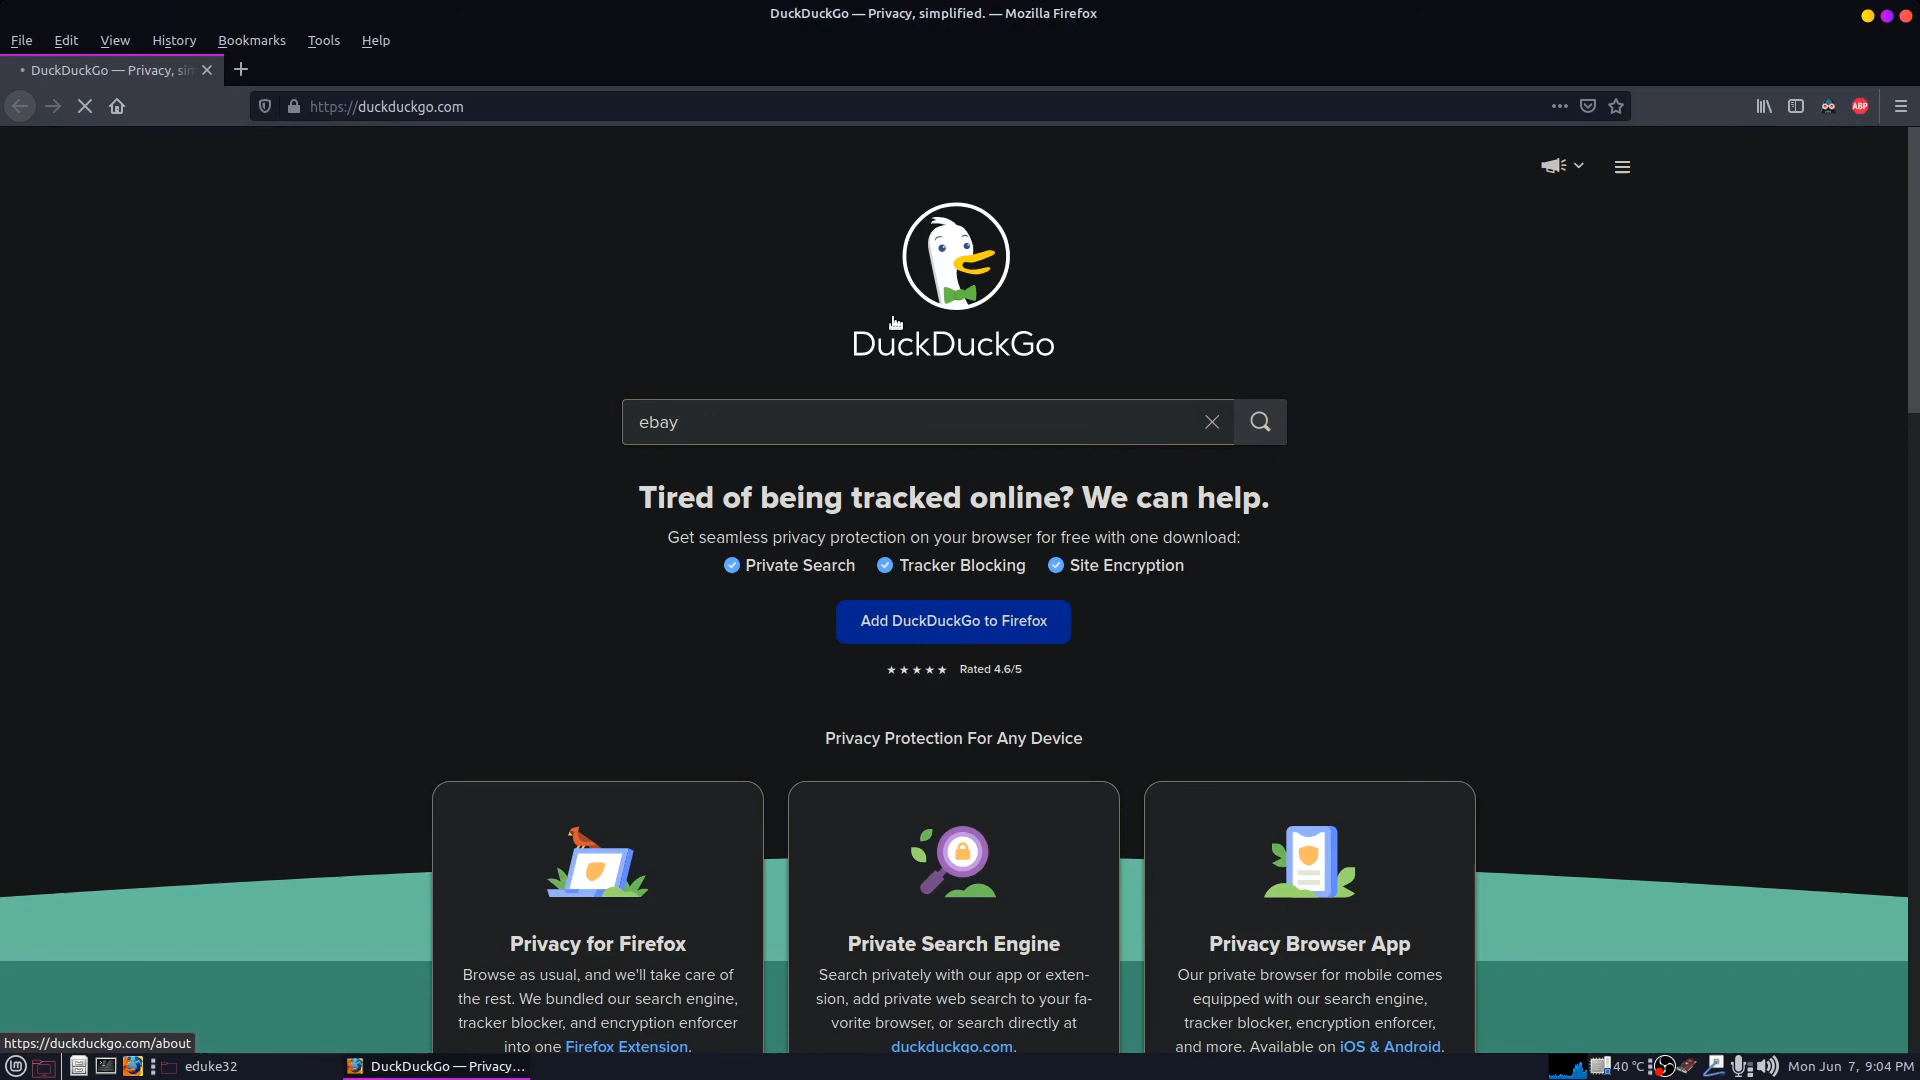 DuckDuckGo — Privacy, simplified. — Mozilla Firefox
File Edit View History Bookmarks Tools Help
DuckDuckGo — Privacy, sim
https://duckduckgo.com
ABP
DuckDuckGo
ebay
Tired of being tracked online? We can help.
Get seamless privacy protection on your browser for free with one download:
Private Search Tracker Blocking Site Encryption
Add DuckDuckGo to Firefox
★★★★★ Rated 4.6/5
Privacy Protection For Any Device
Privacy for Firefox
Browse as usual, and we'll take care of
the rest. We bundled our search engine,
tracker blocker, and encryption enforcer
into one Firefox Extension.
Private Search Engine
Search privately with our app or exten-
sion, add private web search to your fa-
vorite browser, or search directly at
duckduckgo.com.
Privacy Browser App
Our private browser for mobile comes
equipped with our search engine,
tracker blocker, encryption enforcer,
and more. Available on iOS & Android.
https://duckduckgo.com/about
eduke32 DuckDuckGo — Privacy... 40 °C Mon Jun 7, 9:04 PM